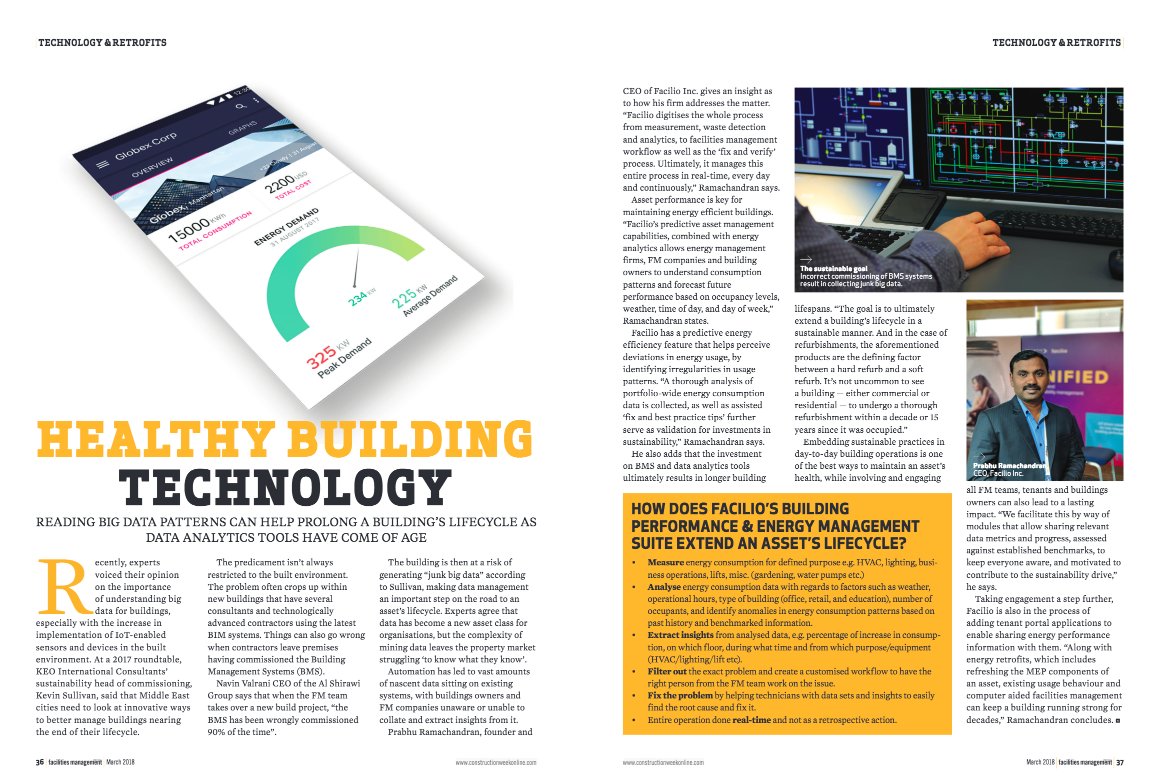 TECHNOLOGY & RETROFITS
Globex Corp
OVERVIEW
GRAPHS
Globex, Manhattan
15000 KWh
TOTAL CONSUMPTION
2200 USD
TOTAL COST
ENERGY DEMAND
31 AUGUST 2017
234 KW
225 KW
Average Demand
325 KW
Peak Demand
HEALTHY BUILDING
TECHNOLOGY
READING BIG DATA PATTERNS CAN HELP PROLONG A BUILDING'S LIFECYCLE AS
DATA ANALYTICS TOOLS HAVE COME OF AGE
Recently, experts
voiced their opinion
on the importance
of understanding big
data for buildings,
especially with the increase in
implementation of IoT-enabled
sensors and devices in the built
environment. At a 2017 roundtable,
KEO International Consultants'
sustainability head of commissioning,
Kevin Sullivan, said that Middle East
cities need to look at innovative ways
to better manage buildings nearing
the end of their lifecycle.
The predicament isn't always
restricted to the built environment.
The problem often crops up within
new buildings that have several
consultants and technologically
advanced contractors using the latest
BIM systems. Things can also go wrong
when contractors leave premises
having commissioned the Building
Management Systems (BMS).
Navin Valrani CEO of the Al Shirawi
Group says that when the FM team
takes over a new build project, "the
BMS has been wrongly commissioned
90% of the time".
The building is then at a risk of
generating "junk big data" according
to Sullivan, making data management
an important step on the road to an
asset's lifecycle. Experts agree that
data has become a new asset class for
organisations, but the complexity of
mining data leaves the property market
struggling 'to know what they know'.
Automation has led to vast amounts
of nascent data sitting on existing
systems, with buildings owners and
FM companies unaware or unable to
collate and extract insights from it.
Prabhu Ramachandran, founder and
36 facilities management March 2018
www.constructionweekonline.com
TECHNOLOGY & RETROFITS
CEO of Facilio Inc. gives an insight as
to how his firm addresses the matter.
"Facilio digitises the whole process
from measurement, waste detection
and analytics, to facilities management
workflow as well as the 'fix and verify'
process. Ultimately, it manages this
entire process in real-time, every day
and continuously," Ramachandran says.
Asset performance is key for
maintaining energy efficient buildings.
"Facilio's predictive asset management
capabilities, combined with energy
analytics allows energy management
firms, FM companies and building
owners to understand consumption
patterns and forecast future
performance based on occupancy levels,
weather, time of day, and day of week,"
Ramachandran states.
Facilio has a predictive energy
efficiency feature that helps perceive
deviations in energy usage, by
identifying irregularities in usage
patterns. "A thorough analysis of
portfolio-wide energy consumption
data is collected, as well as assisted
'fix and best practice tips' further
serve as validation for investments in
sustainability," Ramachandran says.
He also adds that the investment
on BMS and data analytics tools
ultimately results in longer building
The sustainable goal
Incorrect commissioning of BMS systems
result in collecting junk big data.
lifespans. "The goal is to ultimately
extend a building's lifecycle in a
sustainable manner. And in the case of
refurbishments, the aforementioned
products are the defining factor
between a hard refurb and a soft
refurb. It's not uncommon to see
a building — either commercial or
residential — to undergo a thorough
refurbishment within a decade or 15
years since it was occupied."
Embedding sustainable practices in
day-to-day building operations is one
of the best ways to maintain an asset's
health, while involving and engaging
NIFIED
Prabhu Ramachandran
CEO, Facilio Inc.
all FM teams, tenants and buildings
owners can also lead to a lasting
impact. "We facilitate this by way of
modules that allow sharing relevant
data metrics and progress, assessed
against established benchmarks, to
keep everyone aware, and motivated to
contribute to the sustainability drive,"
he says.
Taking engagement a step further,
Facilio is also in the process of
adding tenant portal applications to
enable sharing energy performance
information with them. "Along with
energy retrofits, which includes
refreshing the MEP components of
an asset, existing usage behaviour and
computer aided facilities management
can keep a building running strong for
decades," Ramachandran concludes.
HOW DOES FACILIO'S BUILDING
PERFORMANCE & ENERGY MANAGEMENT
SUITE EXTEND AN ASSET'S LIFECYCLE?
• Measure energy consumption for defined purpose e.g. HVAC, lighting, busi-
ness operations, lifts, misc. (gardening, water pumps etc.)
• Analyse energy consumption data with regards to factors such as weather,
operational hours, type of building (office, retail, and education), number of
occupants, and identify anomalies in energy consumption patterns based on
past history and benchmarked information.
• Extract insights from analysed data, e.g. percentage of increase in consump-
tion, on which floor, during what time and from which purpose/equipment
(HVAC/lighting/lift etc).
• Filter out the exact problem and create a customised workflow to have the
right person from the FM team work on the issue.
• Fix the problem by helping technicians with data sets and insights to easily
find the root cause and fix it.
• Entire operation done real-time and not as a retrospective action.
www.constructionweekonline.com
March 2018 facilities management 37